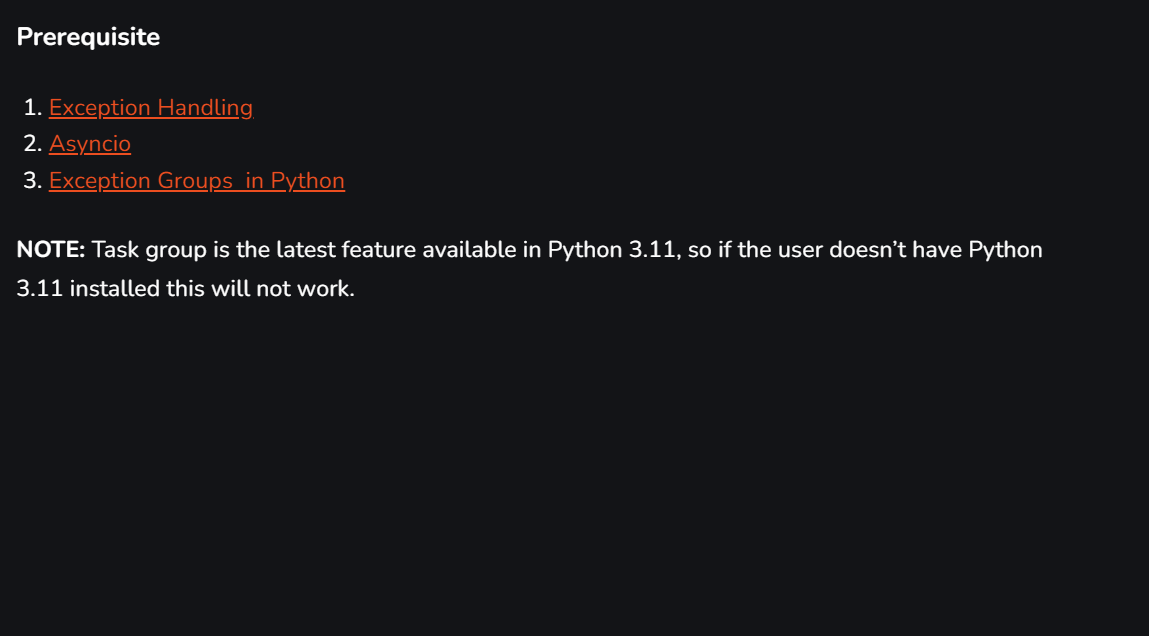 Prerequisite
1. Exception Handling
2. Asyncio
3. Exception Groups  in Python
NOTE: Task group is the latest feature available in Python 3.11, so if the user doesn’t have Python
3.11 installed this will not work.